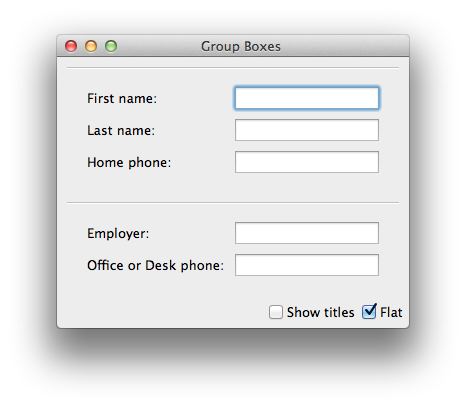 Group Boxes
First name:
Last name:
Home phone:
Employer:
Office or Desk phone:
Show titles Flat